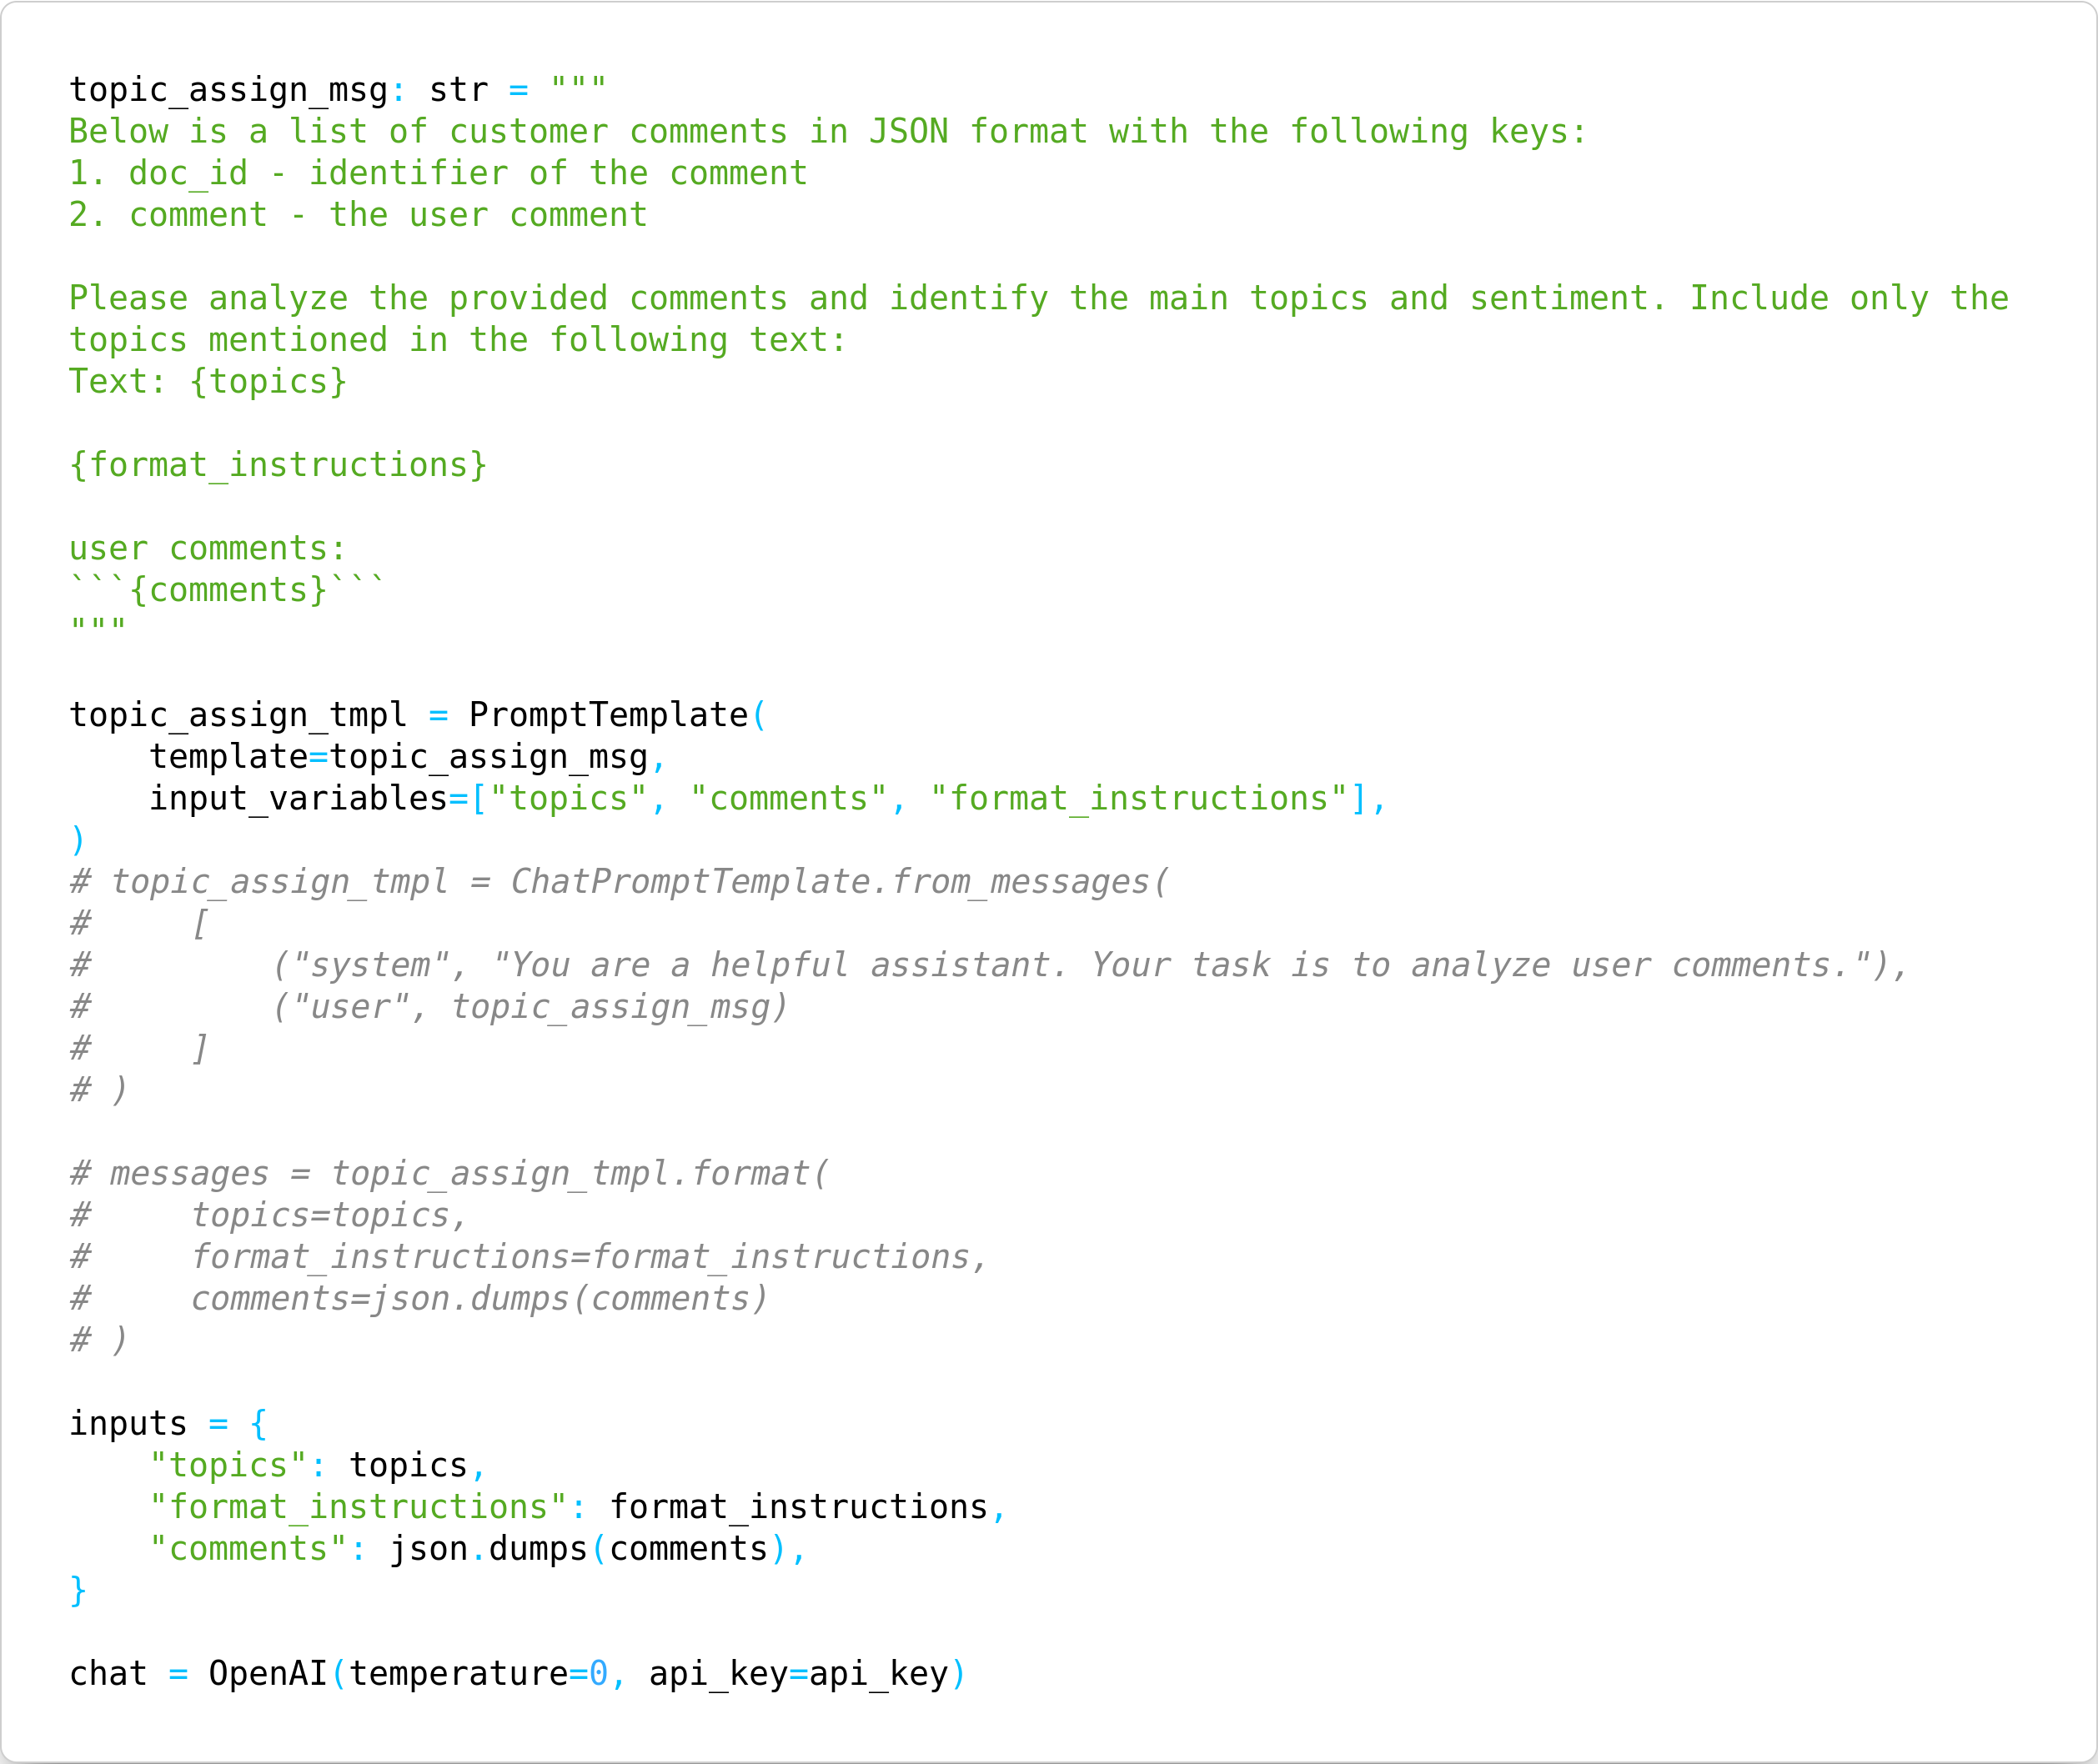 topic_assign_msg: str = """
Below is a list of customer comments in JSON format with the following keys:
1. doc_id - identifier of the comment
2. comment - the user comment

Please analyze the provided comments and identify the main topics and sentiment. Include only the
topics mentioned in the following text:
Text: {topics}

{format_instructions}

user comments:
```{comments}```
"""

topic_assign_tmpl = PromptTemplate(
    template=topic_assign_msg,
    input_variables=["topics", "comments", "format_instructions"],
)
# topic_assign_tmpl = ChatPromptTemplate.from_messages(
#     [
#         ("system", "You are a helpful assistant. Your task is to analyze user comments."),
#         ("user", topic_assign_msg)
#     ]
# )

# messages = topic_assign_tmpl.format(
#     topics=topics,
#     format_instructions=format_instructions,
#     comments=json.dumps(comments)
# )

inputs = {
    "topics": topics,
    "format_instructions": format_instructions,
    "comments": json.dumps(comments),
}

chat = OpenAI(temperature=0, api_key=api_key)